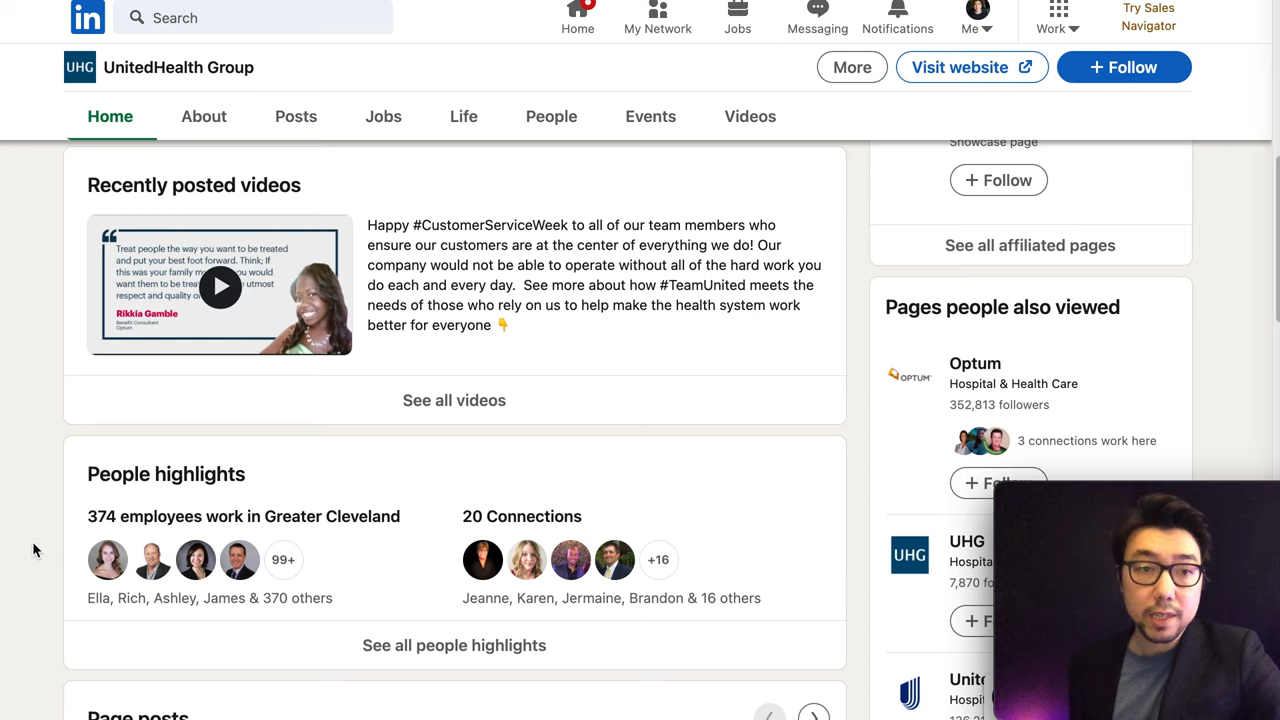 in
Search
Home
My Network
Jobs
Messaging
Notifications
Me
Work
Try Sales
Navigator
UHG
UnitedHealth Group
More
Visit website
+ Follow
Home
About
Posts
Jobs
Life
People
Events
Videos
Recently posted videos
Treat people the way you want to be treated
and put your best foot forward. Think; If
this was your family would
want them to be utmost
respect and quality
Rikkia Gamble
Benefit Consultant
Optum
Happy #CustomerServiceWeek to all of our team members who
ensure our customers are at the center of everything we do! Our
company would not be able to operate without all of the hard work you
do each and every day.  See more about how #TeamUnited meets the
needs of those who rely on us to help make the health system work
better for everyone 👇
See all videos
People highlights
374 employees work in Greater Cleveland
99+
Ella, Rich, Ashley, James & 370 others
20 Connections
+16
Jeanne, Karen, Jermaine, Brandon & 16 others
See all people highlights
Page posts
Showcase page
+ Follow
See all affiliated pages
Pages people also viewed
OPTUM
Optum
Hospital & Health Care
352,813 followers
3 connections work here
+ Follow
UHG
UHG
Hospita
7,870 fo
+ F
Unite
Hospit